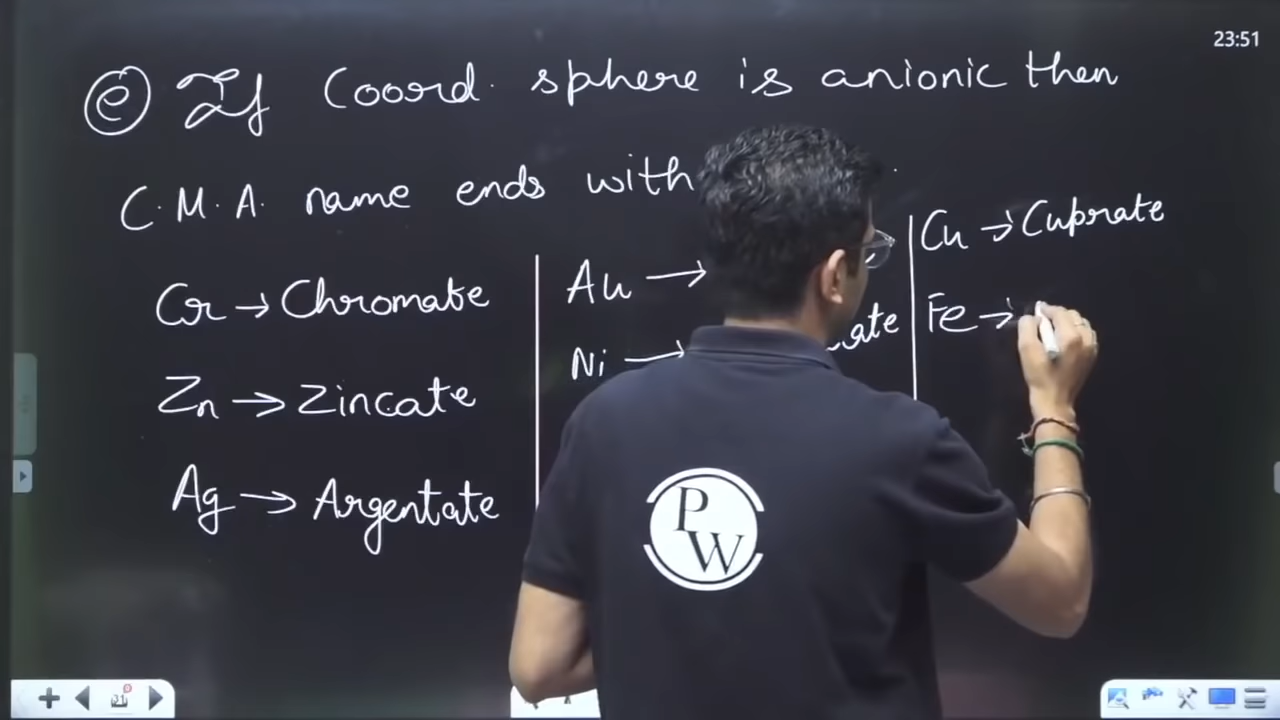 23:51
ⓔ If Coord. sphere is anionic then
C.M.A. name ends with
Cr → Chromate
Zn → Zincate
Ag → Argentate
Au →
Ni →
Cu → Cuprate
Fe →
P
W
31